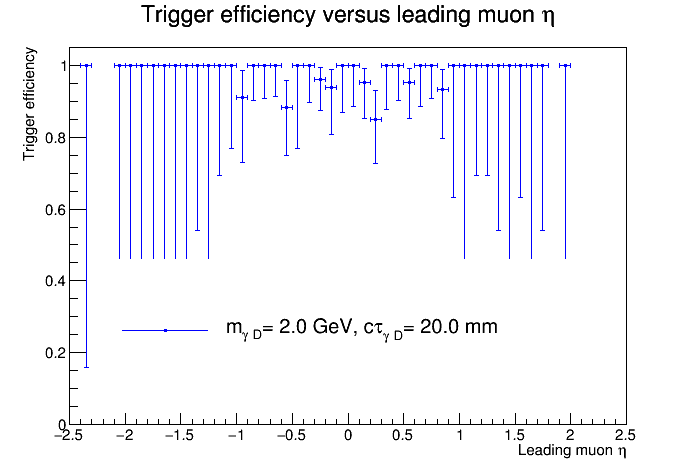 Trigger efficiency versus leading muon η
Trigger efficiency
1
0.8
0.6
0.4
0.2
0
mγ D= 2.0 GeV, cτγ D= 20.0 mm
−2.5 −2 −1.5 −1 −0.5 0 0.5 1 1.5 2 2.5
Leading muon η